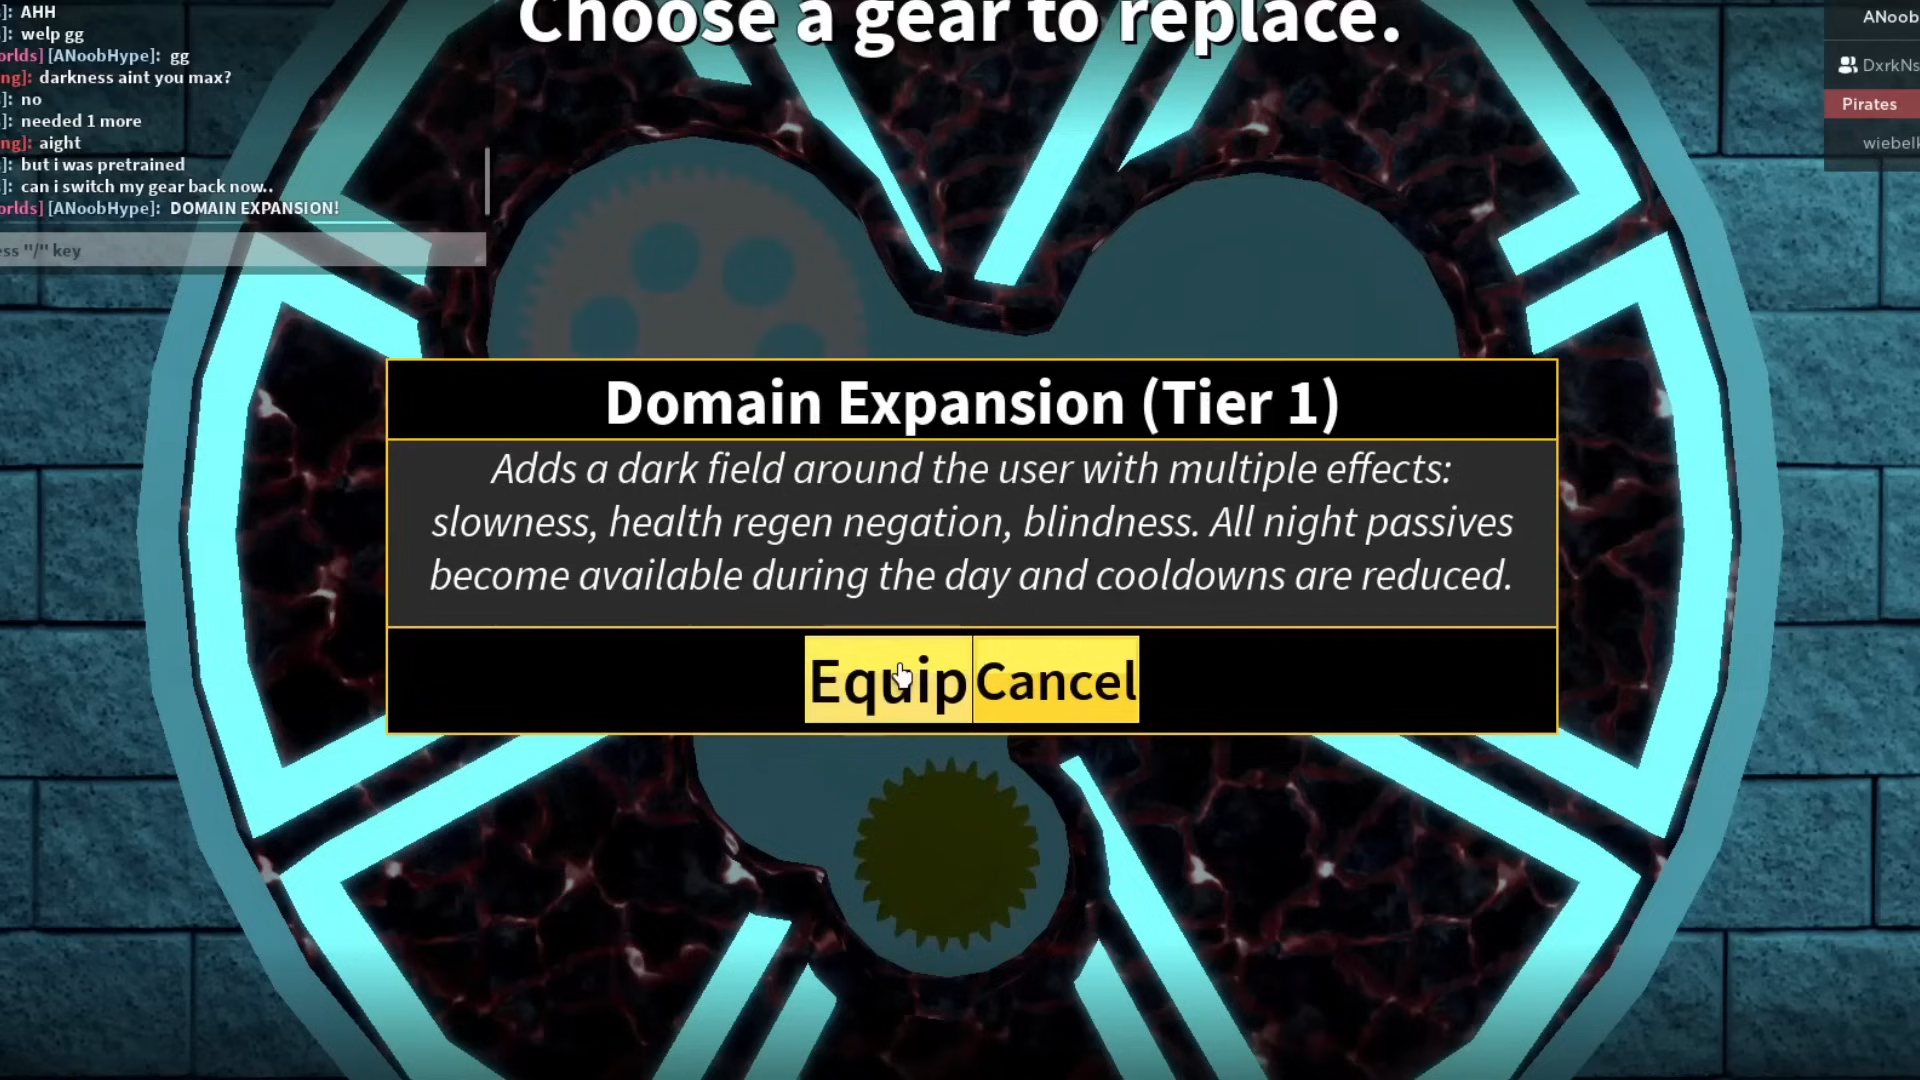 Choose a gear to replace.
]: AHH
]: welp gg
orlds] [ANoobHype]: gg
ng]: darkness aint you max?
]: no
]: needed 1 more
ng]: aight
]: but i was pretrained
]: can i switch my gear back now..
orlds] [ANoobHype]: DOMAIN EXPANSION!
ess "/" key
ANoob
DxrkNs
Pirates
wiebelk
Domain Expansion (Tier 1)
Adds a dark field around the user with multiple effects:
slowness, health regen negation, blindness. All night passives
become available during the day and cooldowns are reduced.
Equip Cancel